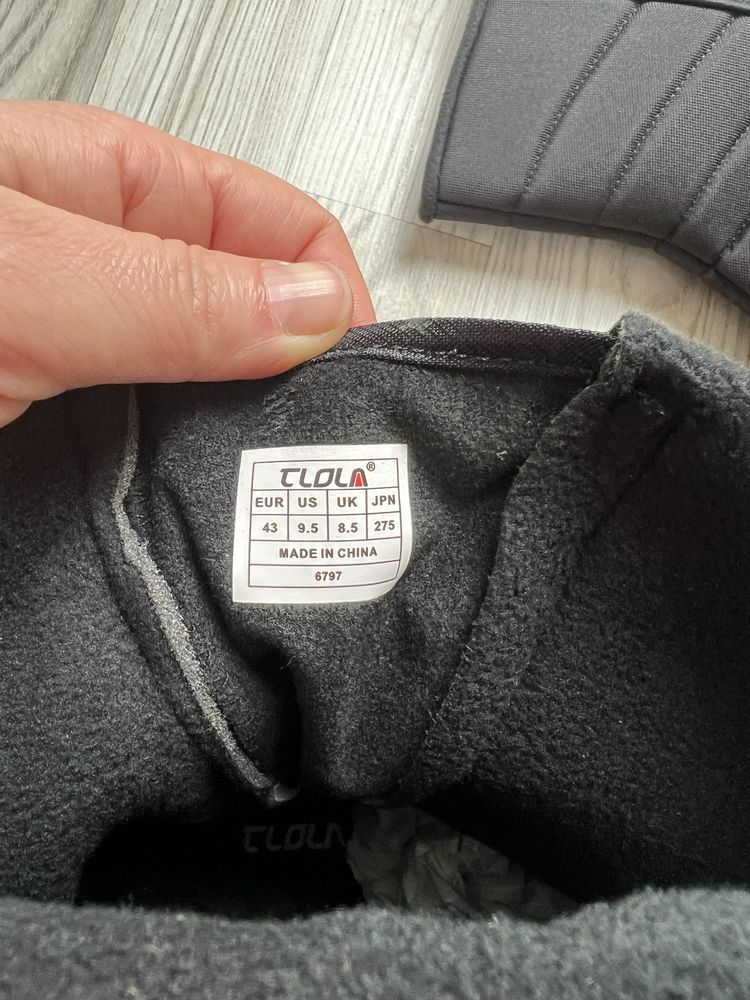 TLOLA®
EUR US UK JPN
43 9.5 8.5 275
MADE IN CHINA
6797
TLOLA